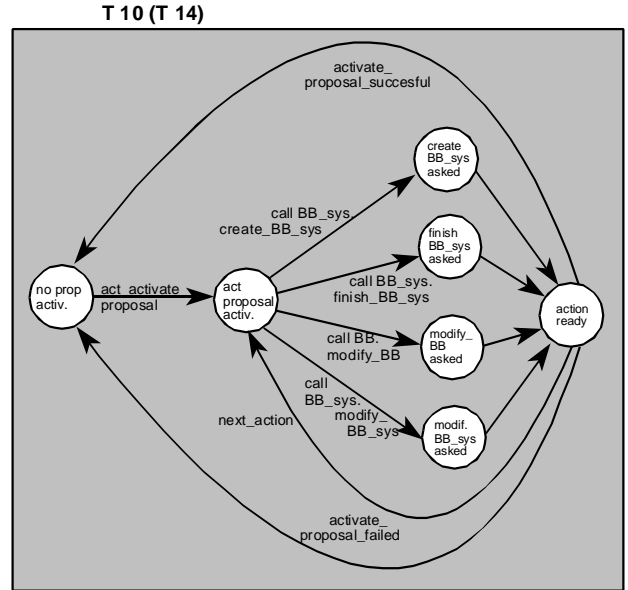 T 10 (T 14)
activate_
proposal_succesful
create
BB_sys
asked
call BB_sys.
create_BB_sys
finish
BB_sys
asked
call BB_sys.
finish_BB_sys
no prop
activ.
act_activate_
proposal
act
proposal
activ.
action
ready
call BB.
modify_BB
modify_
BB
asked
call
BB_sys.
modify_
BB_sys
modif.
BB_sys
asked
next_action
activate_
proposal_failed